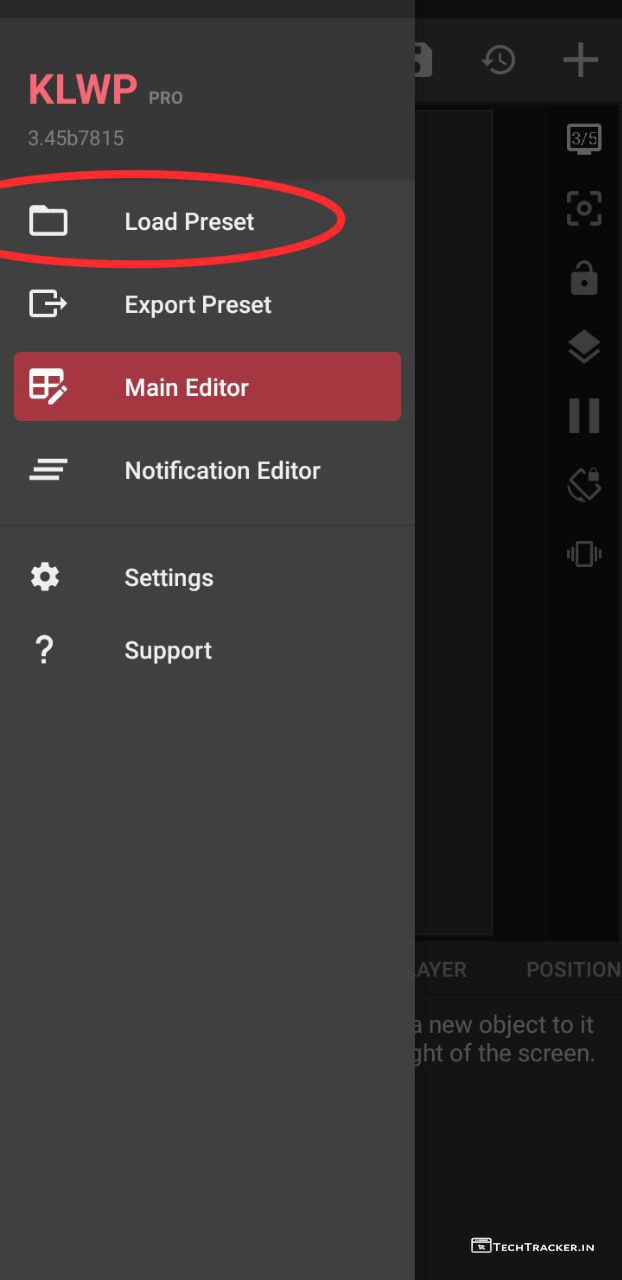 KLWP PRO
3.45b7815
3/5
Load Preset
Export Preset
Main Editor
Notification Editor
Settings
? Support
AYER POSITION
a new object to it
ght of the screen.
TECHTRACKER.IN